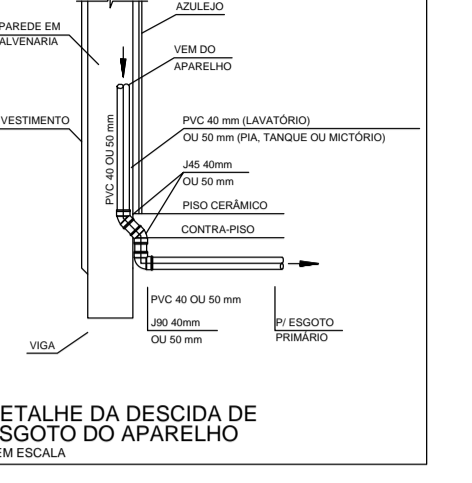 AZULEJO
PAREDE EM
ALVENARIA
VEM DO
APARELHO
VESTIMENTO
PVC 40 OU 50 mm
PVC 40 mm (LAVATÓRIO)
OU 50 mm (PIA, TANQUE OU MICTÓRIO)
J45 40mm
OU 50 mm
PISO CERÂMICO
CONTRA-PISO
PVC 40 OU 50 mm
J90 40mm
OU 50 mm
P/ ESGOTO
PRIMÁRIO
VIGA
ETALHE DA DESCIDA DE
SGOTO DO APARELHO
EM ESCALA